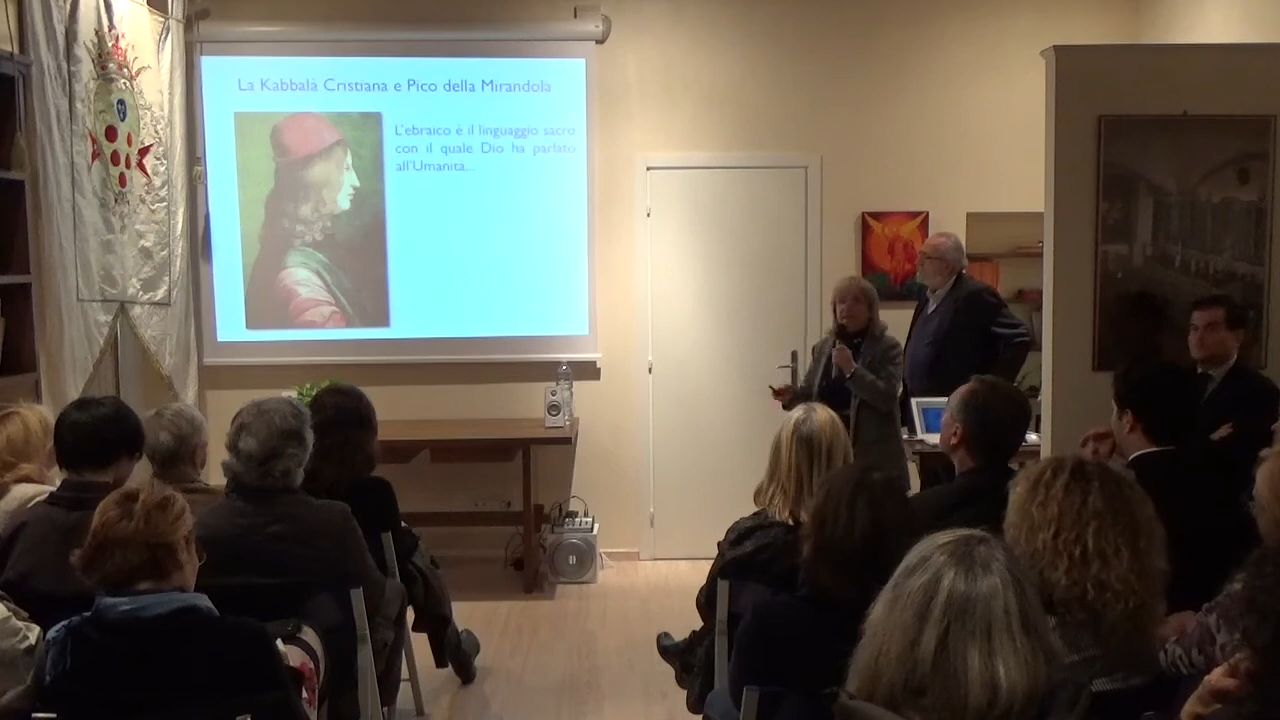 La Kabbalà Cristiana e Pico della Mirandola
L'ebraico è il linguaggio sacro
con il quale Dio ha parlato
all'Umanità...